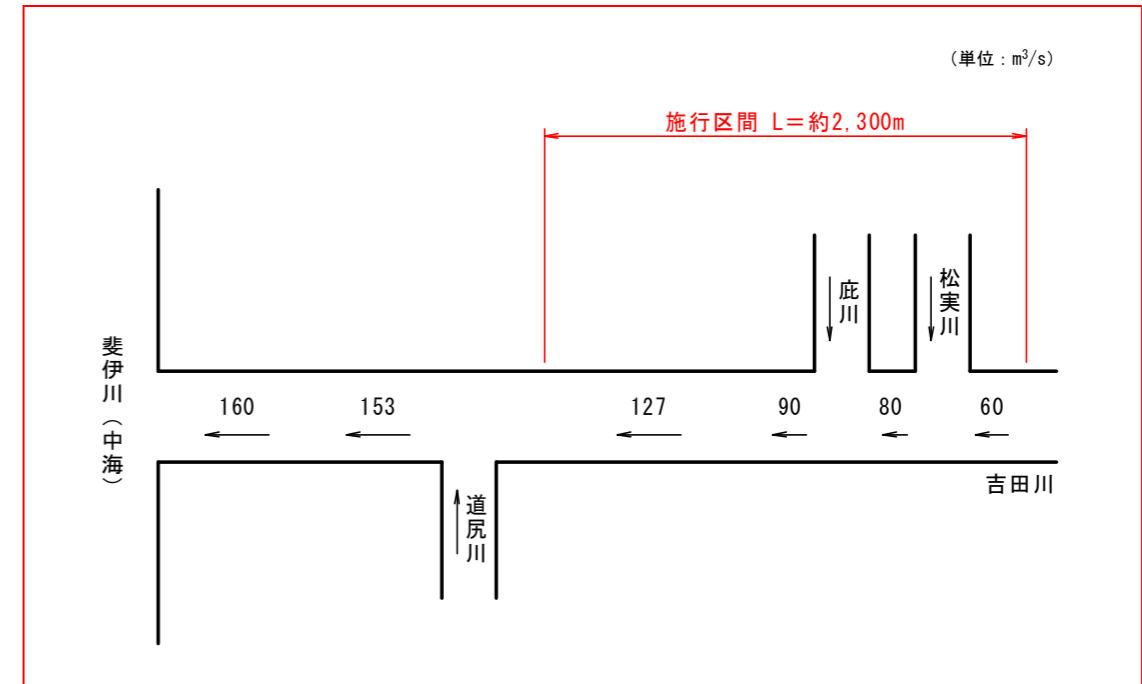 （単位：m³/s）
施行区間 L＝約2,300m
庇川
松実川
斐伊川（中海）
160
153
127
90
80
60
吉田川
道尻川